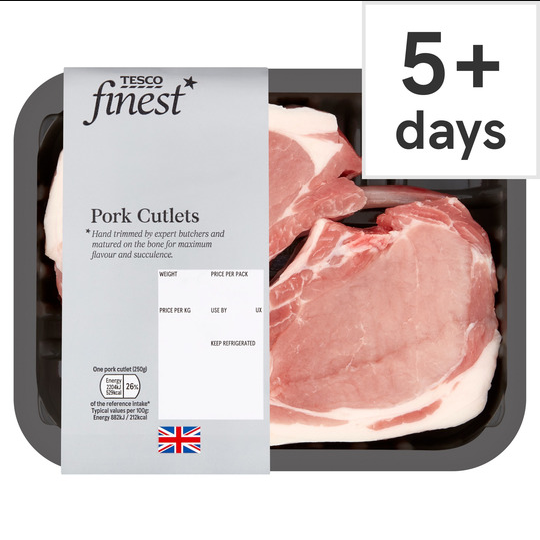 5+
days
TESCO
finest*
Pork Cutlets
* Hand trimmed by expert butchers and
matured on the bone for maximum
flavour and succulence.
WEIGHT PRICE PER PACK
PRICE PER KG USE BY UX
KEEP REFRIGERATED
One pork cutlet (250g)
Energy
2204kJ
529kcal
26%
of the reference intake*
Typical values per 100g:
Energy 882kJ / 212kcal